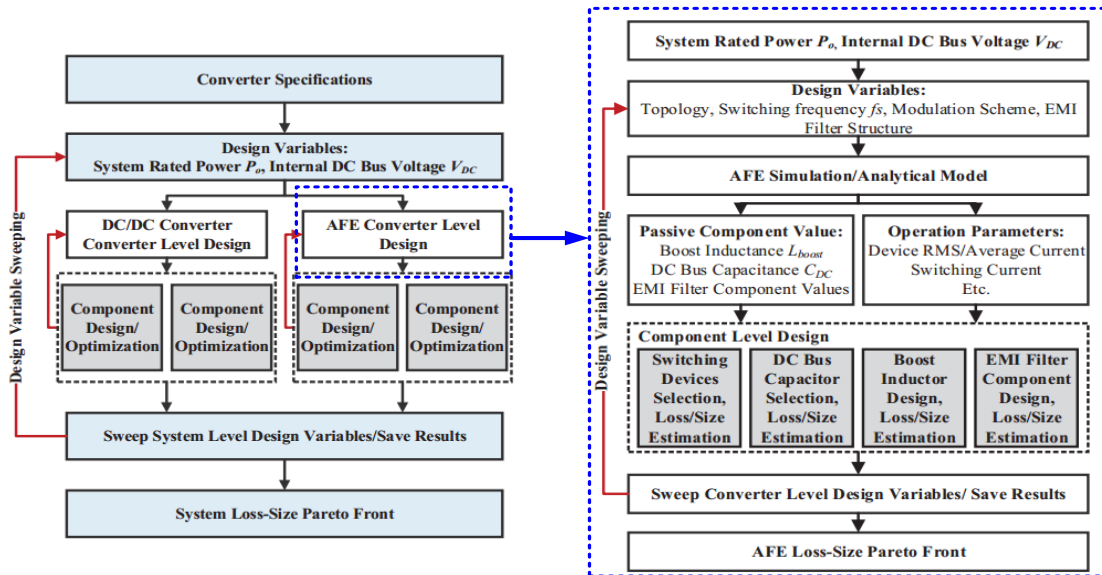 Converter Specifications
Design Variables:
System Rated Power Po, Internal DC Bus Voltage VDC
DC/DC Converter
Converter Level Design
AFE Converter Level
Design
Component
Design/
Optimization
Component
Design/
Optimization
Component
Design/
Optimization
Component
Design/
Optimization
Design Variable Sweeping
Sweep System Level Design Variables/Save Results
System Loss-Size Pareto Front
System Rated Power Po, Internal DC Bus Voltage VDC
Design Variables:
Topology, Switching frequency fs, Modulation Scheme, EMI
Filter Structure
AFE Simulation/Analytical Model
Passive Component Value:
Boost Inductance Lboost
DC Bus Capacitance CDC
EMI Filter Component Values
Operation Parameters:
Device RMS/Average Current
Switching Current
Etc.
Design Variable Sweeping
Component Level Design
Switching
Devices
Selection,
Loss/Size
Estimation
DC Bus
Capacitor
Selection,
Loss/Size
Estimation
Boost
Inductor
Design,
Loss/Size
Estimation
EMI Filter
Component
Design,
Loss/Size
Estimation
Sweep Converter Level Design Variables/ Save Results
AFE Loss-Size Pareto Front